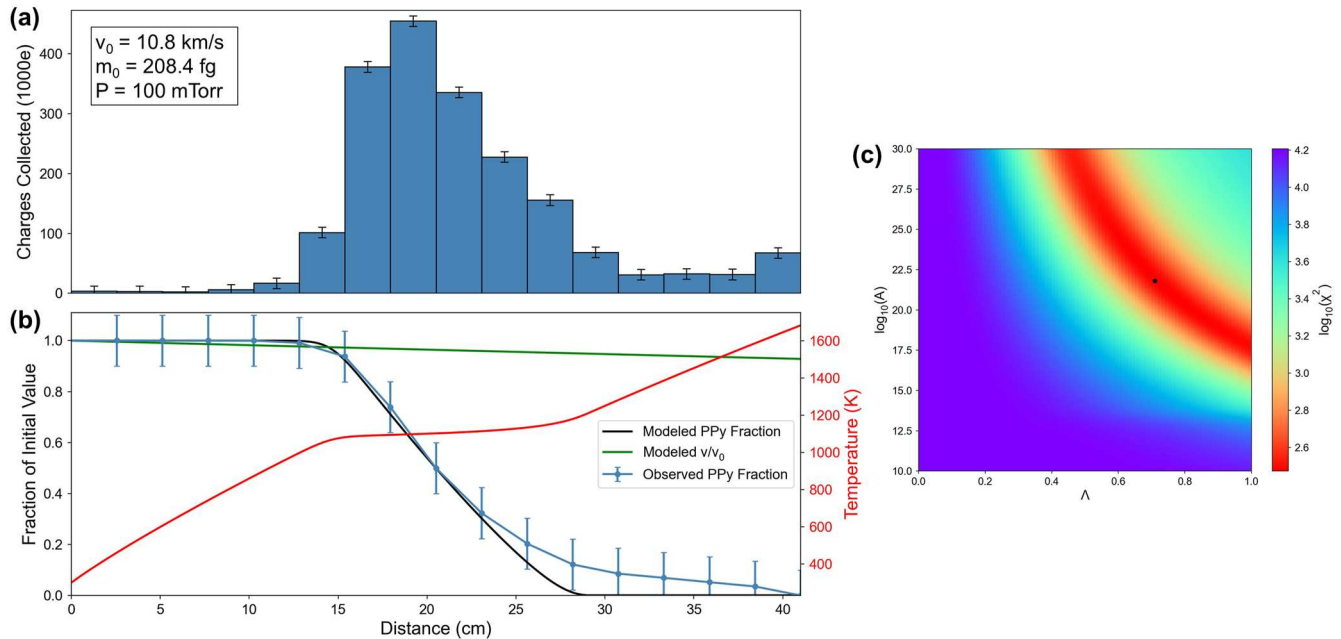 (a)
v₀ = 10.8 km/s
m₀ = 208.4 fg
P = 100 mTorr
Charges Collected (1000e)
400
300
200
100
0
(b)
Fraction of Initial Value
1.0
0.8
0.6
0.4
0.2
0.0
Modeled PPy Fraction
Modeled v/v₀
Observed PPy Fraction
1600
1400
1200
1000
800
600
400
Temperature (K)
0 5 10 15 20 25 30 35 40
Distance (cm)
(c)
log₁₀(A)
30.0
27.5
25.0
22.5
20.0
17.5
15.0
12.5
10.0
0.0 0.2 0.4 0.6 0.8 1.0
Λ
4.2
4.0
3.8
3.6
3.4
3.2
3.0
2.8
2.6
log₁₀(χ²)